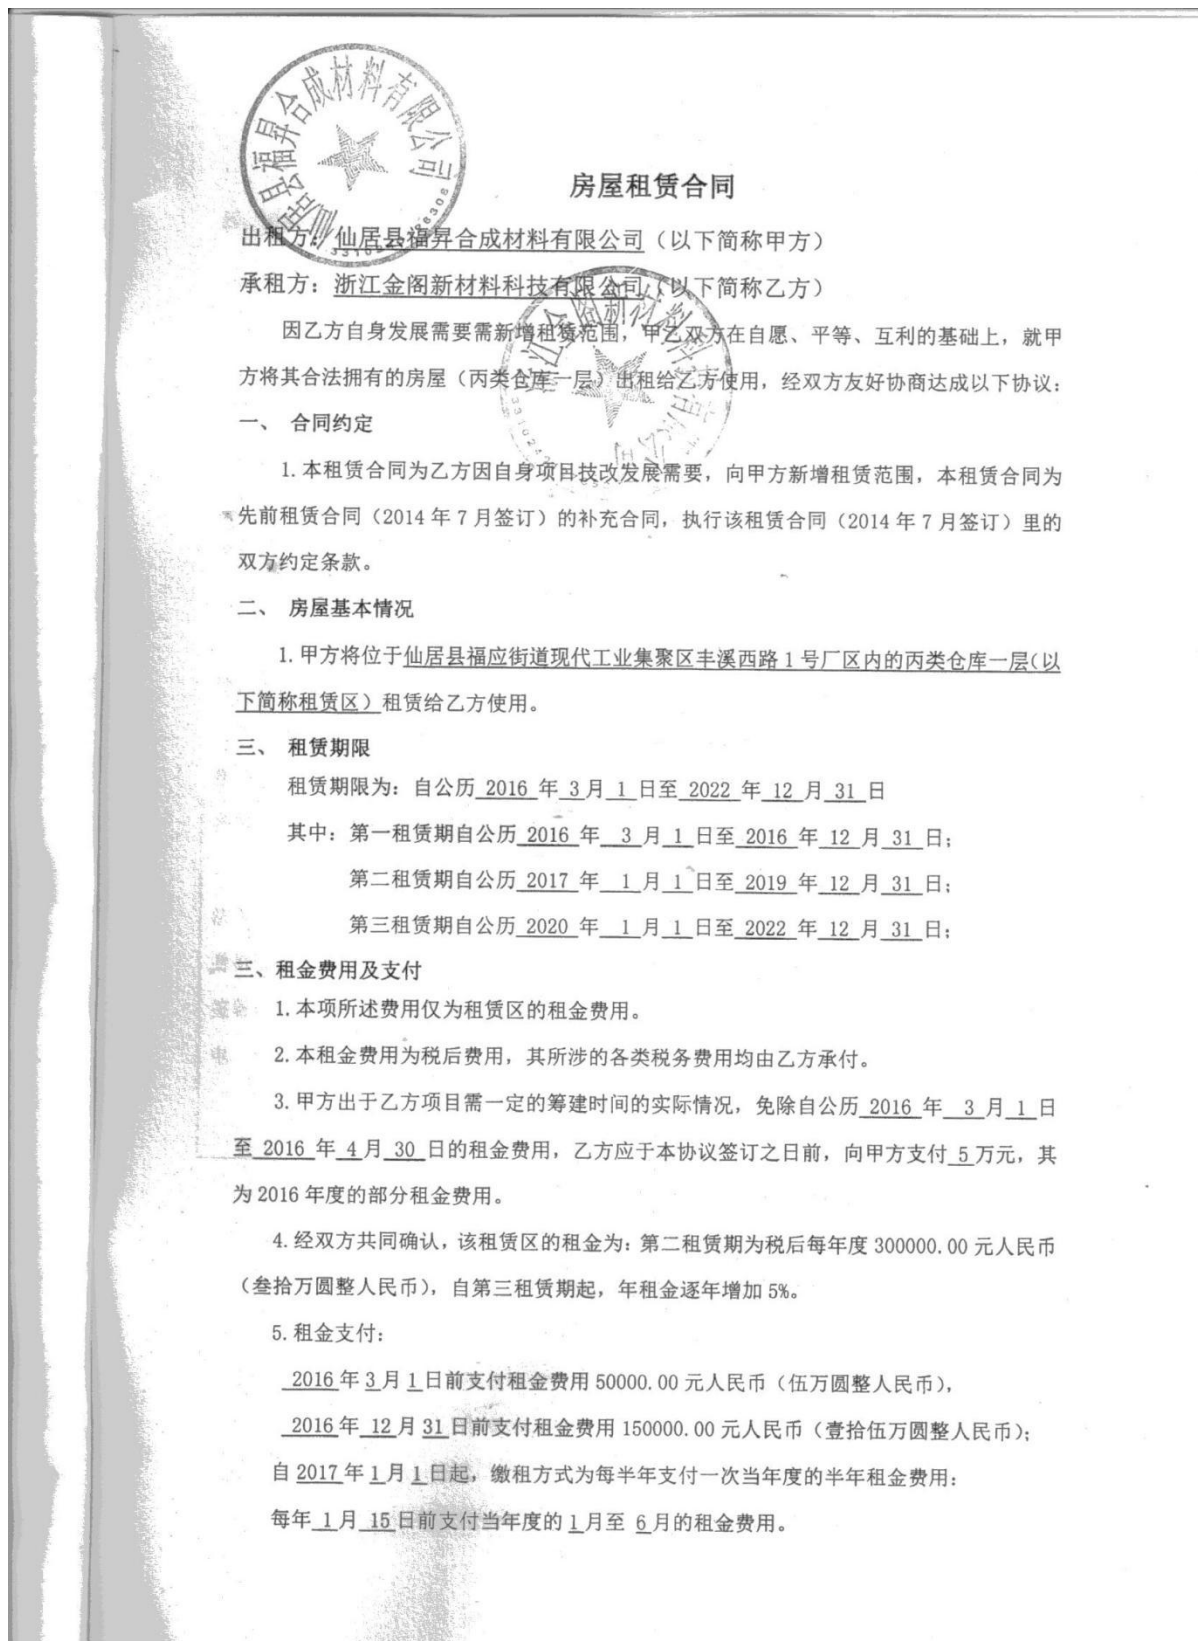 仙居县福昇合成材料有限公司
房屋租赁合同
出租方：仙居县福昇合成材料有限公司（以下简称甲方）
承租方：浙江金阁新材料科技有限公司（以下简称乙方）
因乙方自身发展需要需新增租赁范围，甲乙双方在自愿、平等、互利的基础上，就甲
方将其合法拥有的房屋（丙类仓库一层）出租给乙方使用，经双方友好协商达成以下协议：
一、 合同约定
1.本租赁合同为乙方因自身项目技改发展需要，向甲方新增租赁范围，本租赁合同为
先前租赁合同（2014年7月签订）的补充合同，执行该租赁合同（2014年7月签订）里的
双方约定条款。
二、 房屋基本情况
1.甲方将位于仙居县福应街道现代工业集聚区丰溪西路1号厂区内的丙类仓库一层（以
下简称租赁区）租赁给乙方使用。
三、 租赁期限
租赁期限为：自公历 2016 年 3 月 1 日至 2022 年 12 月 31 日
其中：第一租赁期自公历 2016 年 3 月 1 日至 2016 年 12 月 31 日；
第二租赁期自公历 2017 年 1 月 1 日至 2019 年 12 月 31 日；
第三租赁期自公历 2020 年 1 月 1 日至 2022 年 12 月 31 日；
三、租金费用及支付
1.本项所述费用仅为租赁区的租金费用。
2.本租金费用为税后费用，其所涉的各类税务费用均由乙方承付。
3.甲方出于乙方项目需一定的筹建时间的实际情况，免除自公历 2016 年 3 月 1 日
至 2016 年 4 月 30 日的租金费用，乙方应于本协议签订之日前，向甲方支付 5 万元，其
为2016年度的部分租金费用。
4.经双方共同确认，该租赁区的租金为：第二租赁期为税后每年度300000.00元人民币
（叁拾万圆整人民币），自第三租赁期起，年租金逐年增加5%。
5.租金支付：
2016 年 3 月 1 日前支付租金费用50000.00元人民币（伍万圆整人民币），
2016 年 12 月 31 日前支付租金费用150000.00元人民币（壹拾伍万圆整人民币）；
自 2017 年 1 月 1 日起，缴租方式为每半年支付一次当年度的半年租金费用：
每年 1 月 15 日前支付当年度的 1 月至 6 月的租金费用。